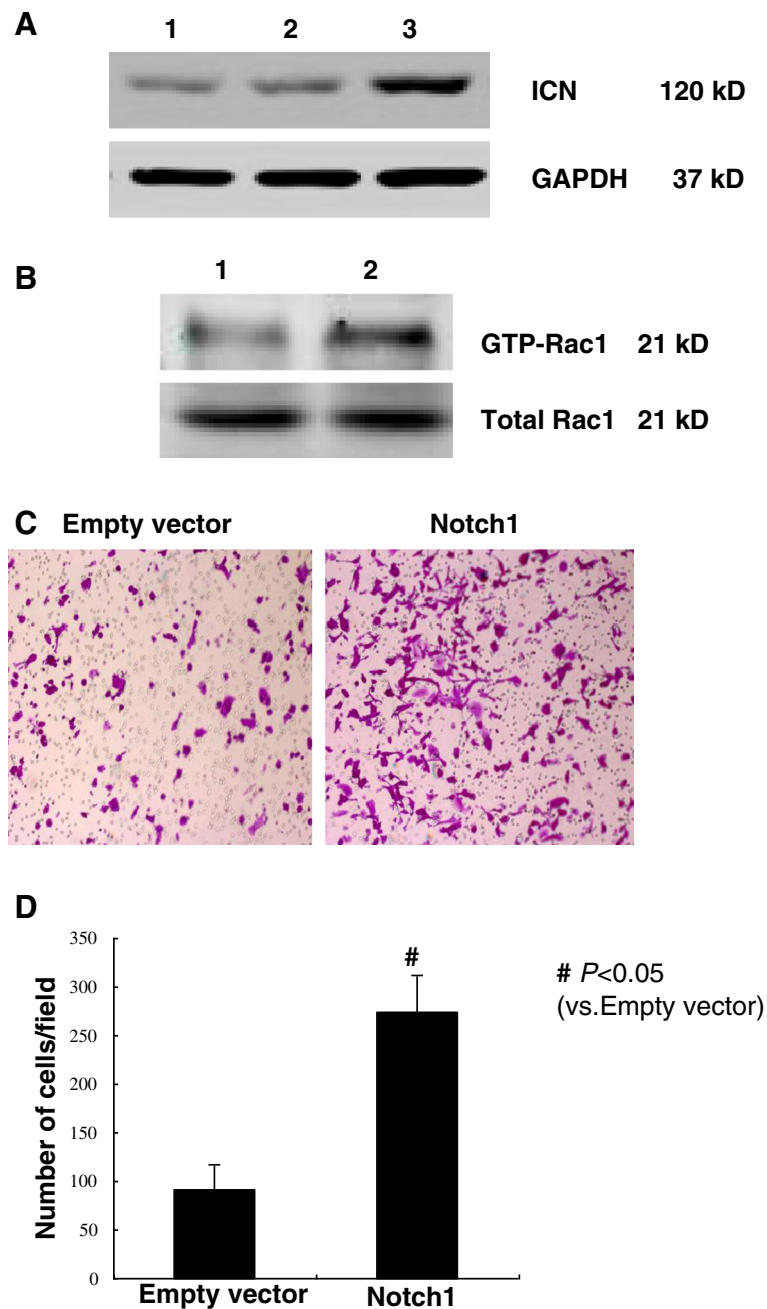 A
1 2 3
ICN 120 kD
GAPDH 37 kD
B
1 2
GTP-Rac1 21 kD
Total Rac1 21 kD
C Empty vector Notch1
D
350
300
250
200
150
100
50
0
Number of cells/field
#
# P<0.05
(vs.Empty vector)
Empty vector Notch1